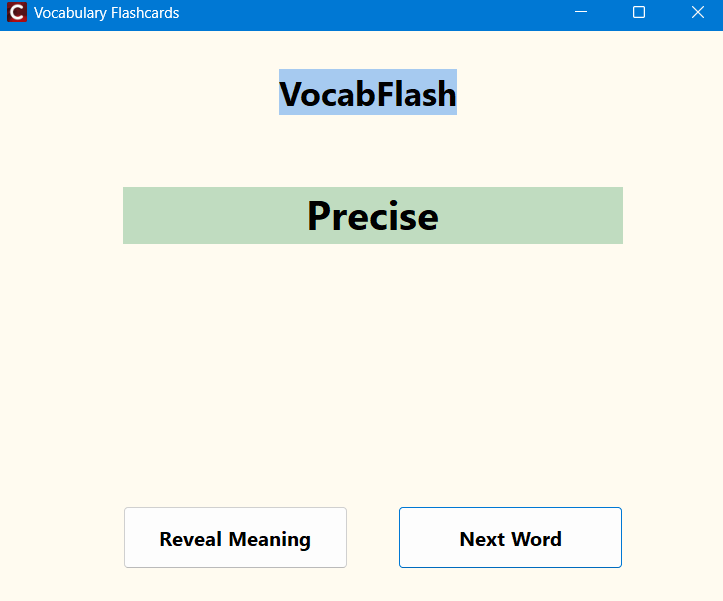 C Vocabulary Flashcards
VocabFlash
Precise
Reveal Meaning Next Word